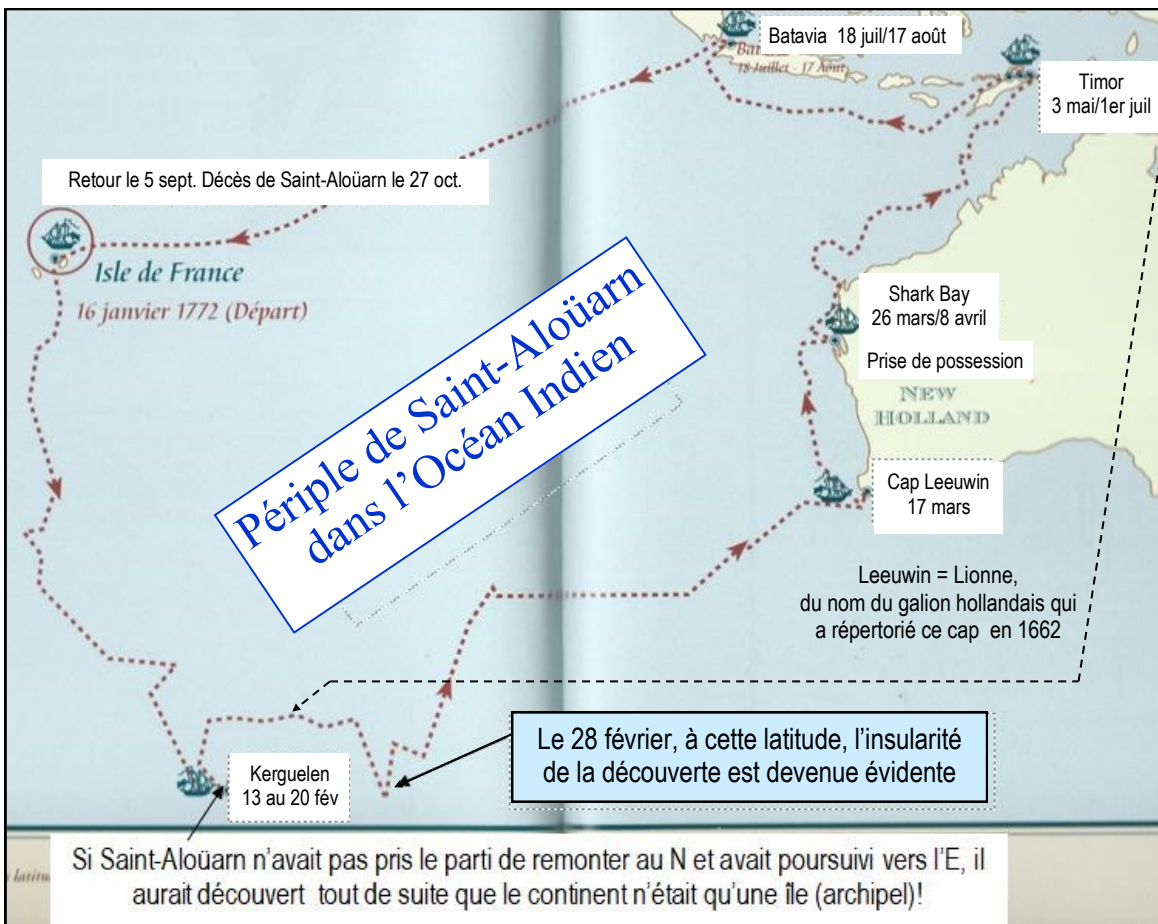 Batavia 18 juil/17 août
18 Juillet - 17 Août
Timor
3 mai/1er juil
Retour le 5 sept. Décès de Saint-Aloüarn le 27 oct.
Isle de France
16 janvier 1772 (Départ)
Périple de Saint-Aloüarn
dans l'Océan Indien
Shark Bay
26 mars/8 avril
Prise de possession
NEW
HOLLAND
Cap Leeuwin
17 mars
Leeuwin = Lionne,
du nom du galion hollandais qui
a répertorié ce cap en 1662
Le 28 février, à cette latitude, l'insularité
de la découverte est devenue évidente
Kerguelen
13 au 20 fév
Si Saint-Aloüarn n'avait pas pris le parti de remonter au N et avait poursuivi vers l'E, il
aurait découvert tout de suite que le continent n'était qu'une île (archipel)!